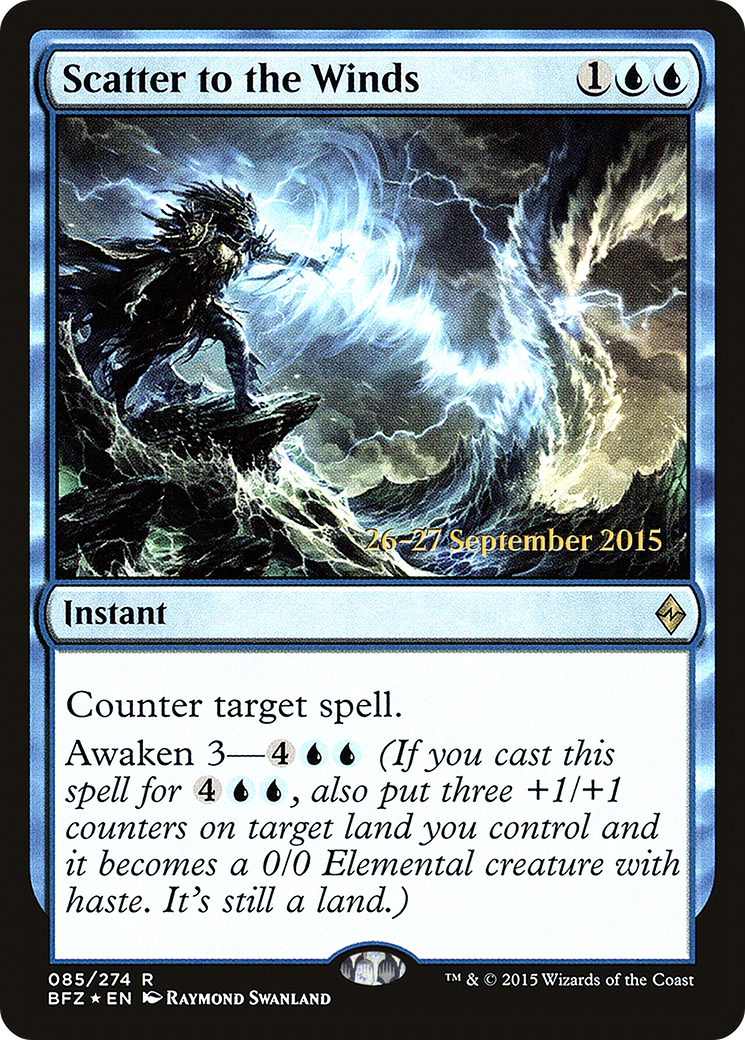 Scatter to the Winds 1
26–27 September 2015
Instant
Counter target spell.
Awaken 3—4 (If you cast this
spell for 4, also put three +1/+1
counters on target land you control and
it becomes a 0/0 Elemental creature with
haste. It's still a land.)
085/274 R
BFZ ★ EN Raymond Swanland
™ & © 2015 Wizards of the Coast